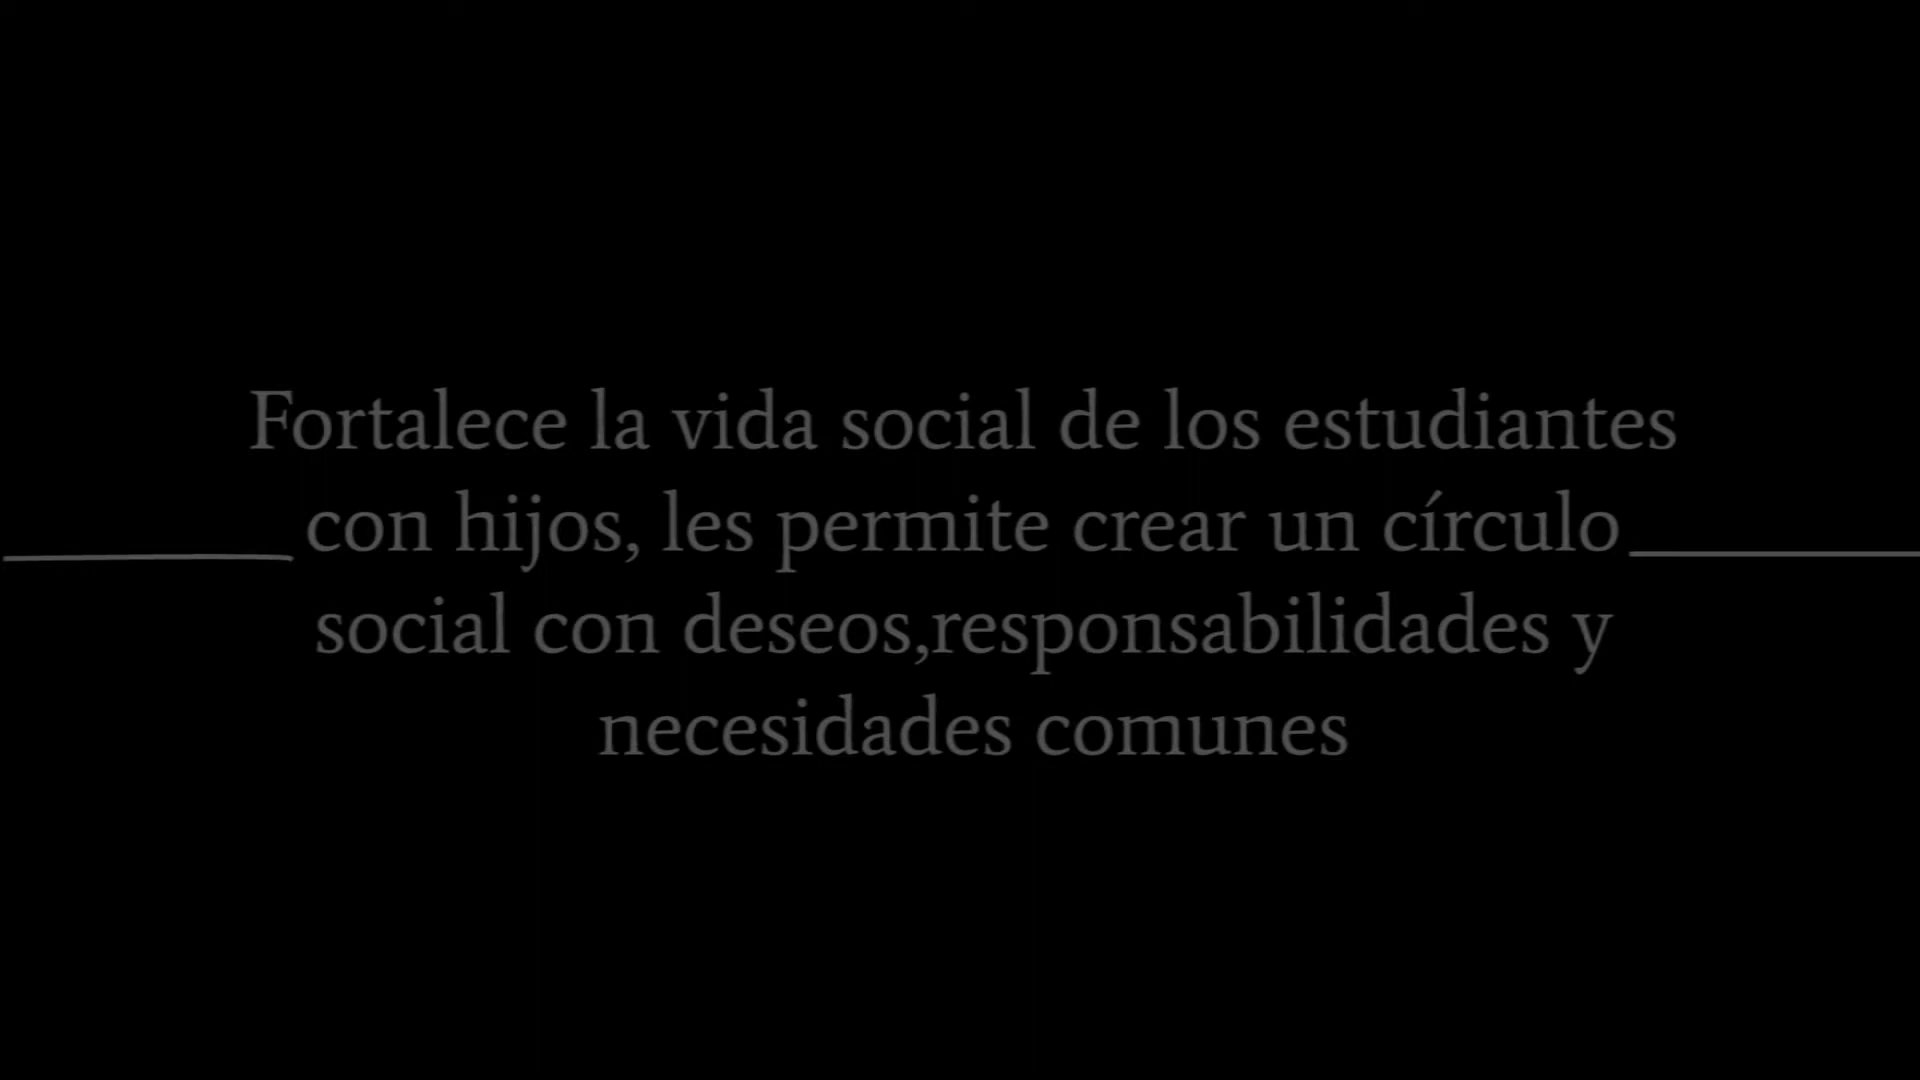 Fortalece la vida social de los estudiantes
con hijos, les permite crear un círculo
social con deseos,responsabilidades y
necesidades comunes